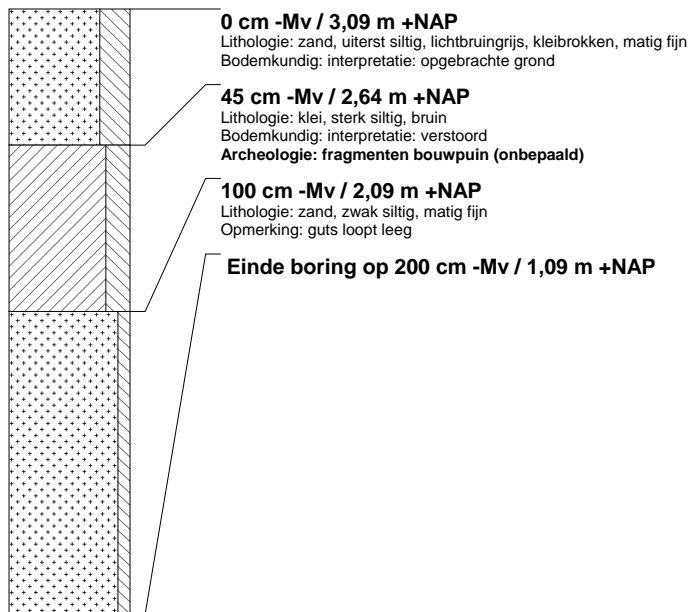 0 cm -Mv / 3,09 m +NAP
Lithologie: zand, uiterst siltig, lichtbruingrijs, kleibrokken, matig fijn
Bodemkundig: interpretatie: opgebrachte grond
45 cm -Mv / 2,64 m +NAP
Lithologie: klei, sterk siltig, bruin
Bodemkundig: interpretatie: verstoord
Archeologie: fragmenten bouwpuin (onbepaald)
100 cm -Mv / 2,09 m +NAP
Lithologie: zand, zwak siltig, matig fijn
Opmerking: guts loopt leeg
Einde boring op 200 cm -Mv / 1,09 m +NAP